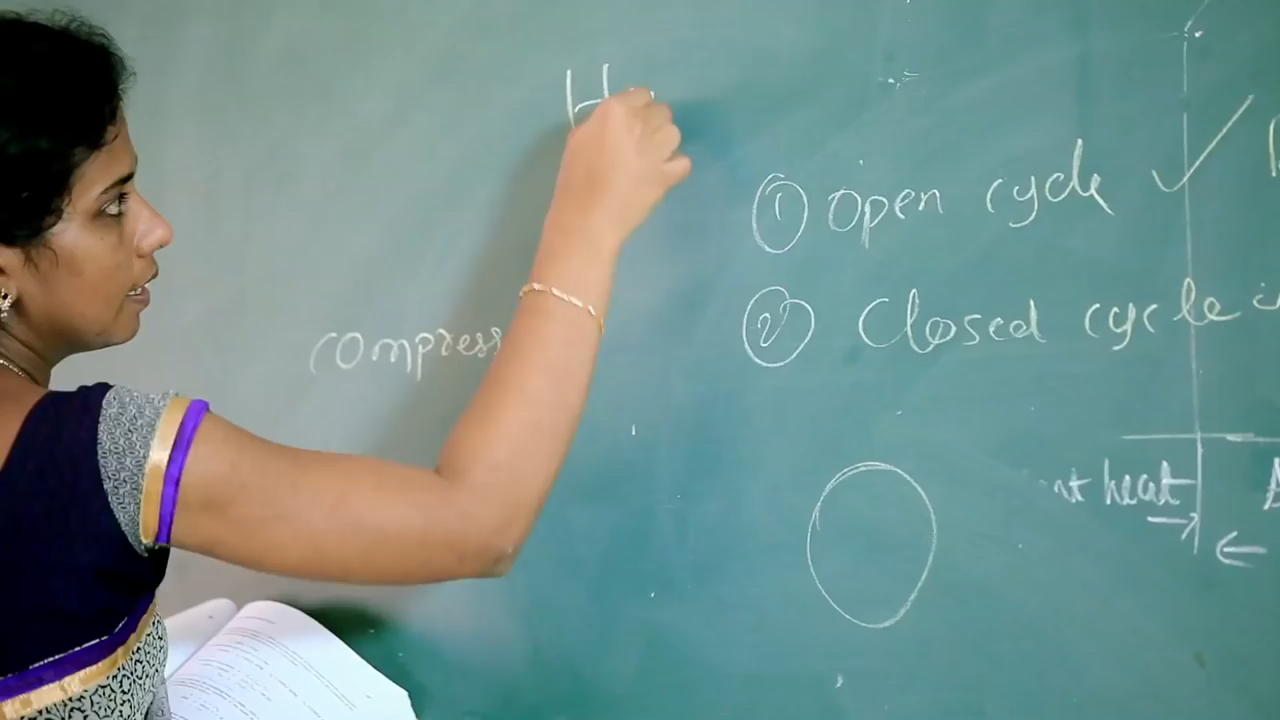 H
① Open cycle ✓
② Closed cycle
compress
heat